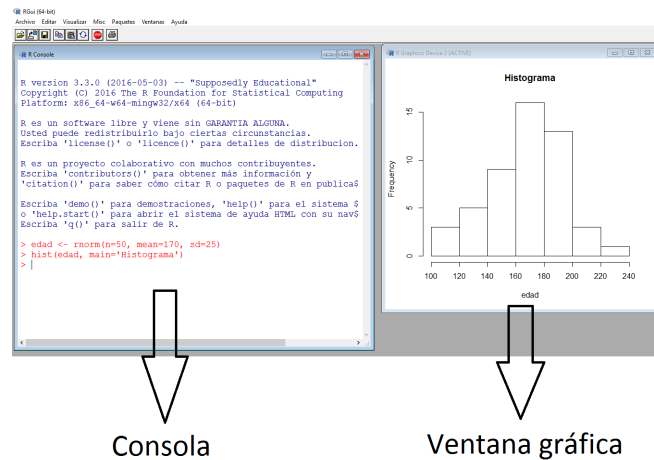 RGui (64-bit)
Archivo Editar Visualizar Misc Paquetes Ventanas Ayuda
R Console
R version 3.3.0 (2016-05-03) -- "Supposedly Educational"
Copyright (C) 2016 The R Foundation for Statistical Computing
Platform: x86_64-w64-mingw32/x64 (64-bit)
R es un software libre y viene sin GARANTIA ALGUNA.
Usted puede redistribuirlo bajo ciertas circunstancias.
Escriba 'license()' o 'licence()' para detalles de distribucion.
R es un proyecto colaborativo con muchos contribuyentes.
Escriba 'contributors()' para obtener más información y
'citation()' para saber cómo citar R o paquetes de R en publica$
Escriba 'demo()' para demostraciones, 'help()' para el sistema $
o 'help.start()' para abrir el sistema de ayuda HTML con su nav$
Escriba 'q()' para salir de R.
> edad <- rnorm(n=50, mean=170, sd=25)
> hist(edad, main='Histograma')
>
R Graphics: Device 2 (ACTIVE)
Histograma
Frequency
15
10
5
0
100 120 140 160 180 200 220 240
edad
Consola
Ventana gráfica